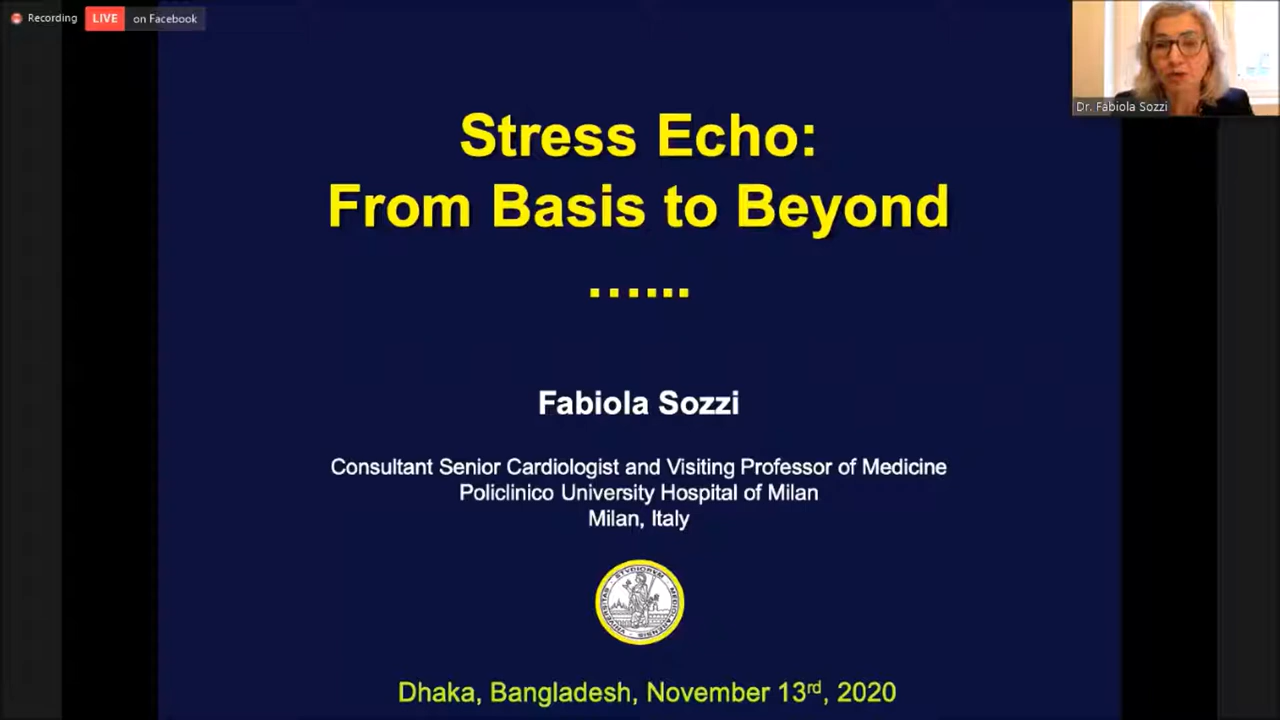 Recording LIVE on Facebook
Dr. Fabiola Sozzi
Stress Echo:
From Basis to Beyond
…...
Fabiola Sozzi
Consultant Senior Cardiologist and Visiting Professor of Medicine
Policlinico University Hospital of Milan
Milan, Italy
Dhaka, Bangladesh, November 13rd, 2020